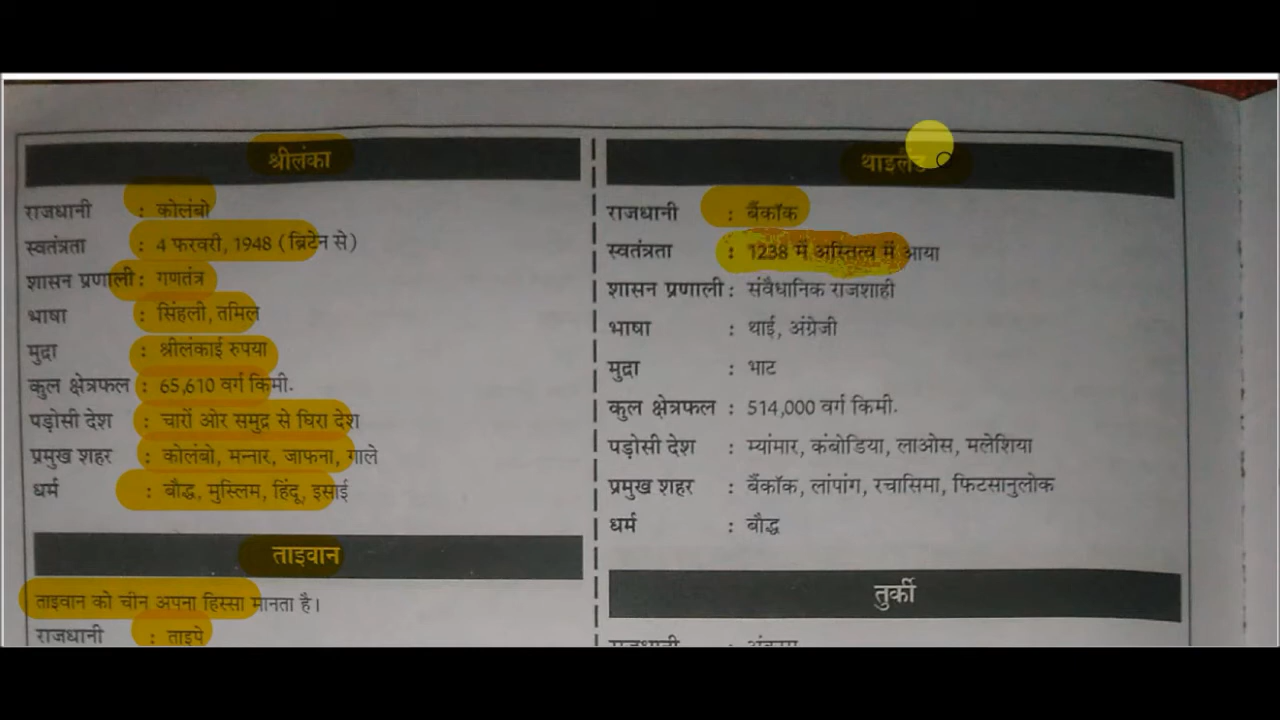 श्रीलंका
राजधानी : कोलंबो
स्वतंत्रता : 4 फरवरी, 1948 (ब्रिटेन से)
शासन प्रणाली : गणतंत्र
भाषा : सिंहली, तमिल
मुद्रा : श्रीलंकाई रुपया
कुल क्षेत्रफल : 65,610 वर्ग किमी.
पड़ोसी देश : चारों ओर समुद्र से घिरा देश
प्रमुख शहर : कोलंबो, मन्नार, जाफना, गाले
धर्म : बौद्ध, मुस्लिम, हिंदू, इसाई
ताइवान
ताइवान को चीन अपना हिस्सा मानता है।
राजधानी : ताइपे
थाइलैंड
राजधानी : बैंकॉक
स्वतंत्रता : 1238 में अस्तित्व में आया
शासन प्रणाली : संवैधानिक राजशाही
भाषा : थाई, अंग्रेजी
मुद्रा : भाट
कुल क्षेत्रफल : 514,000 वर्ग किमी.
पड़ोसी देश : म्यांमार, कंबोडिया, लाओस, मलेशिया
प्रमुख शहर : बैंकॉक, लांपांग, रचासिमा, फिटसानुलोक
धर्म : बौद्ध
तुर्की